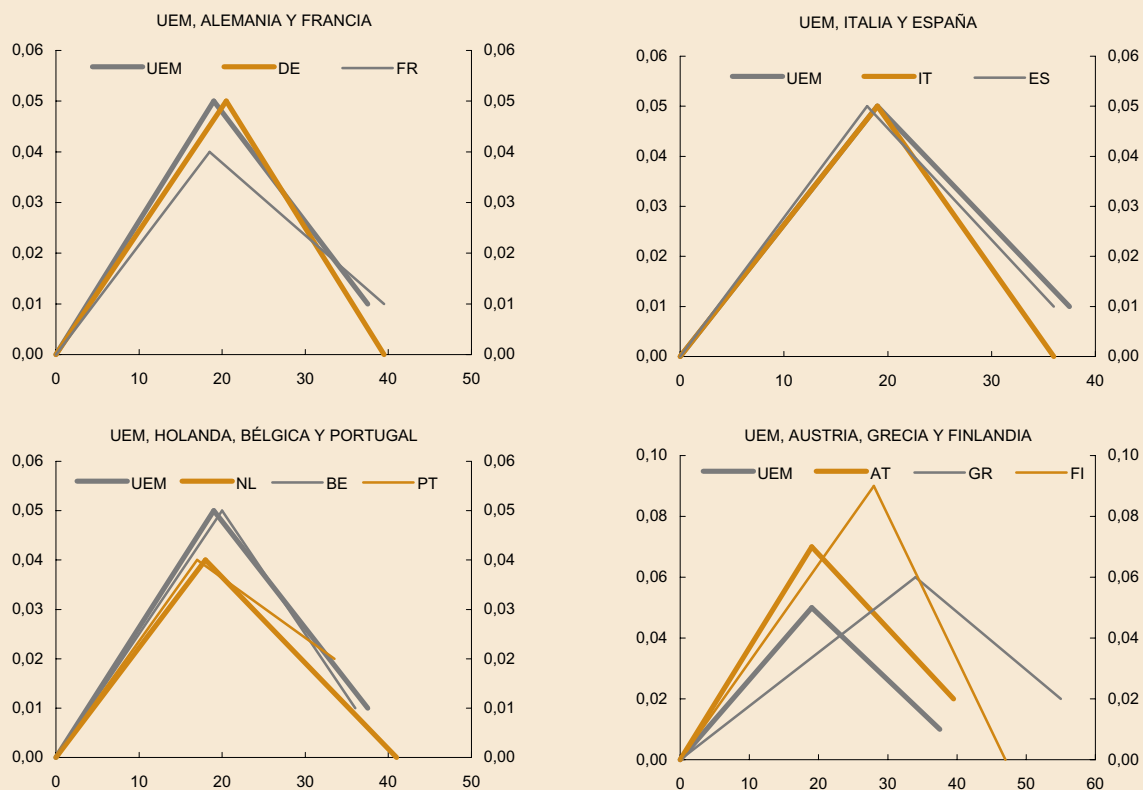 UEM, ALEMANIA Y FRANCIA
UEM DE FR
0,06 0,06
0,05 0,05
0,04 0,04
0,03 0,03
0,02 0,02
0,01 0,01
0,00 0,00
0 10 20 30 40 50
UEM, ITALIA Y ESPAÑA
UEM IT ES
0,06 0,06
0,05 0,05
0,04 0,04
0,03 0,03
0,02 0,02
0,01 0,01
0,00 0,00
0 10 20 30 40
UEM, HOLANDA, BÉLGICA Y PORTUGAL
UEM NL BE PT
0,06 0,06
0,05 0,05
0,04 0,04
0,03 0,03
0,02 0,02
0,01 0,01
0,00 0,00
0 10 20 30 40 50
UEM, AUSTRIA, GRECIA Y FINLANDIA
UEM AT GR FI
0,10 0,10
0,08 0,08
0,06 0,06
0,04 0,04
0,02 0,02
0,00 0,00
0 10 20 30 40 50 60